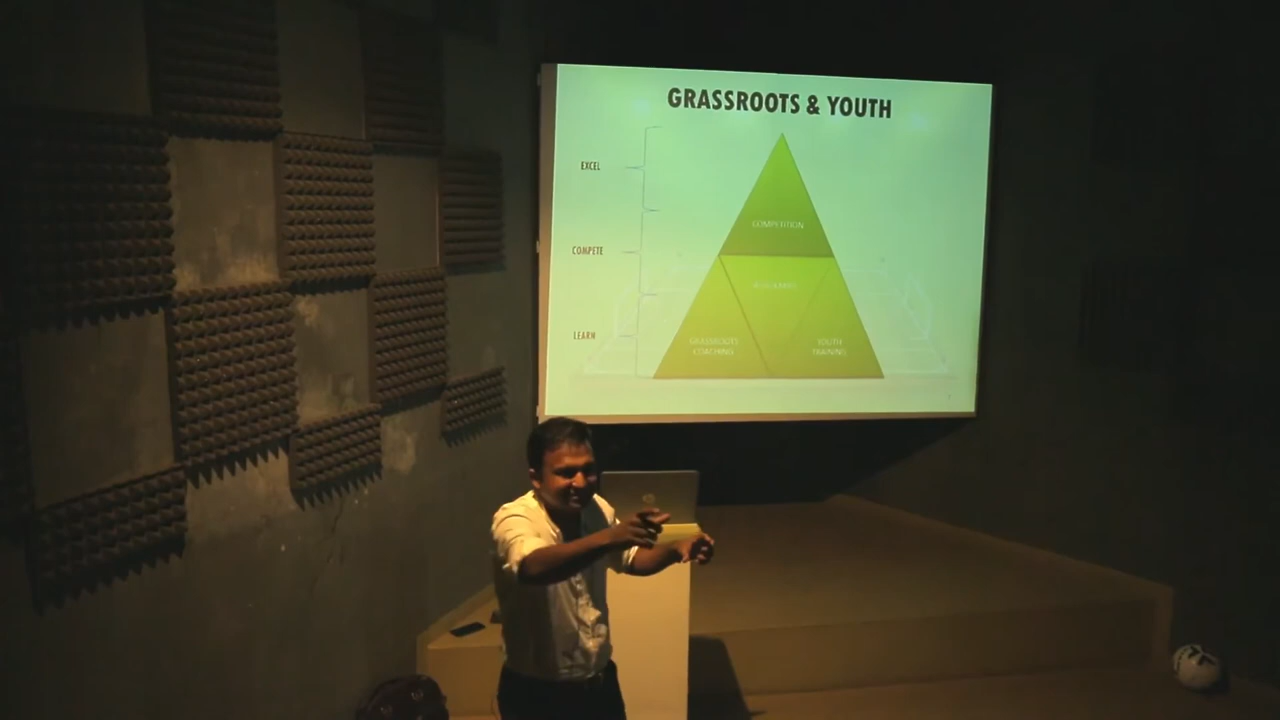 GRASSROOTS & YOUTH
EXCEL
COMPETITION
COMPETE
LEARN
GRASSROOTS
COACHING
YOUTH
TRAINING